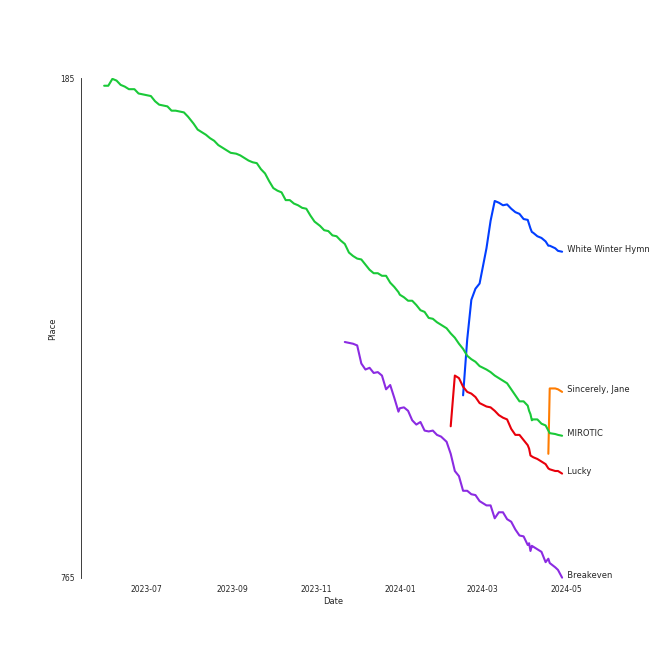 185
White Winter Hymn
Place
Sincerely, Jane
MIROTIC
Lucky
765
Breakeven
2023-07
2023-09
2023-11
2024-01
2024-03
2024-05
Date